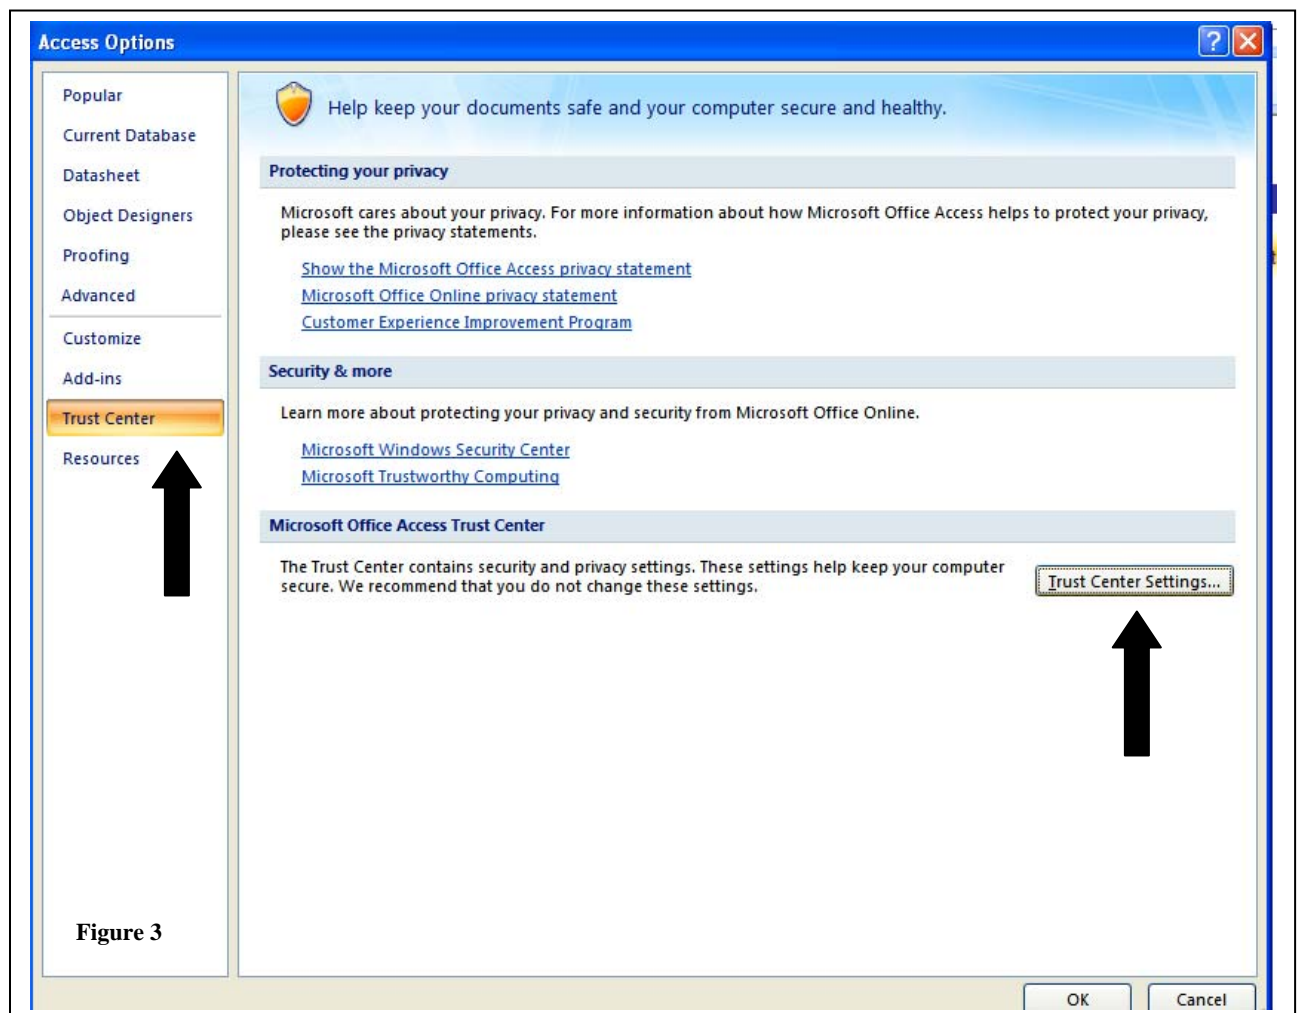 Access Options
Popular
Current Database
Datasheet
Object Designers
Proofing
Advanced
Customize
Add-ins
Trust Center
Resources
Help keep your documents safe and your computer secure and healthy.
Protecting your privacy
Microsoft cares about your privacy. For more information about how Microsoft Office Access helps to protect your privacy,
please see the privacy statements.
Show the Microsoft Office Access privacy statement
Microsoft Office Online privacy statement
Customer Experience Improvement Program
Security & more
Learn more about protecting your privacy and security from Microsoft Office Online.
Microsoft Windows Security Center
Microsoft Trustworthy Computing
Microsoft Office Access Trust Center
The Trust Center contains security and privacy settings. These settings help keep your computer
secure. We recommend that you do not change these settings.
Trust Center Settings...
Figure 3
OK
Cancel